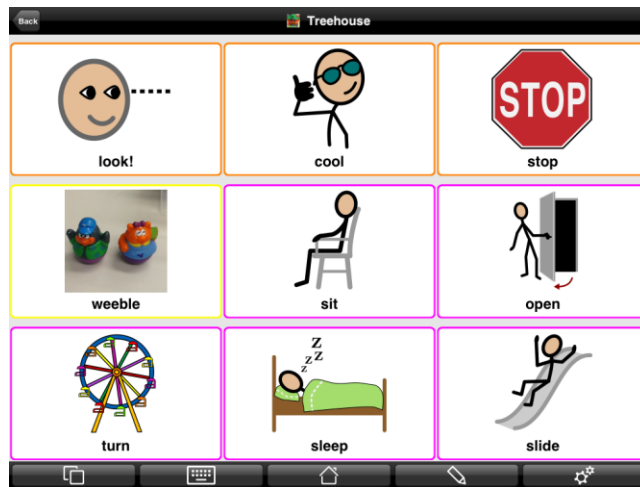 Back
Treehouse
look!
cool
STOP
stop
weeble
sit
open
turn
z z Z Z
sleep
slide